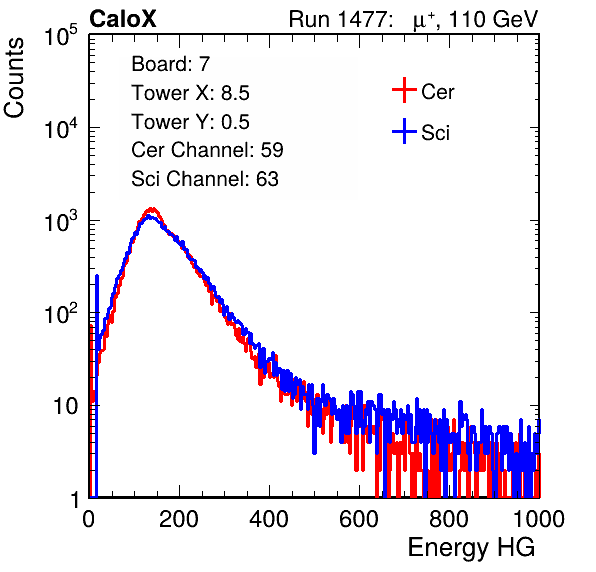 CaloX Run 1477: μ⁺, 110 GeV
Board: 7
Tower X: 8.5
Tower Y: 0.5
Cer Channel: 59
Sci Channel: 63
Cer
Sci
Counts
10⁵
10⁴
10³
10²
10
1
0 200 400 600 800 1000
Energy HG